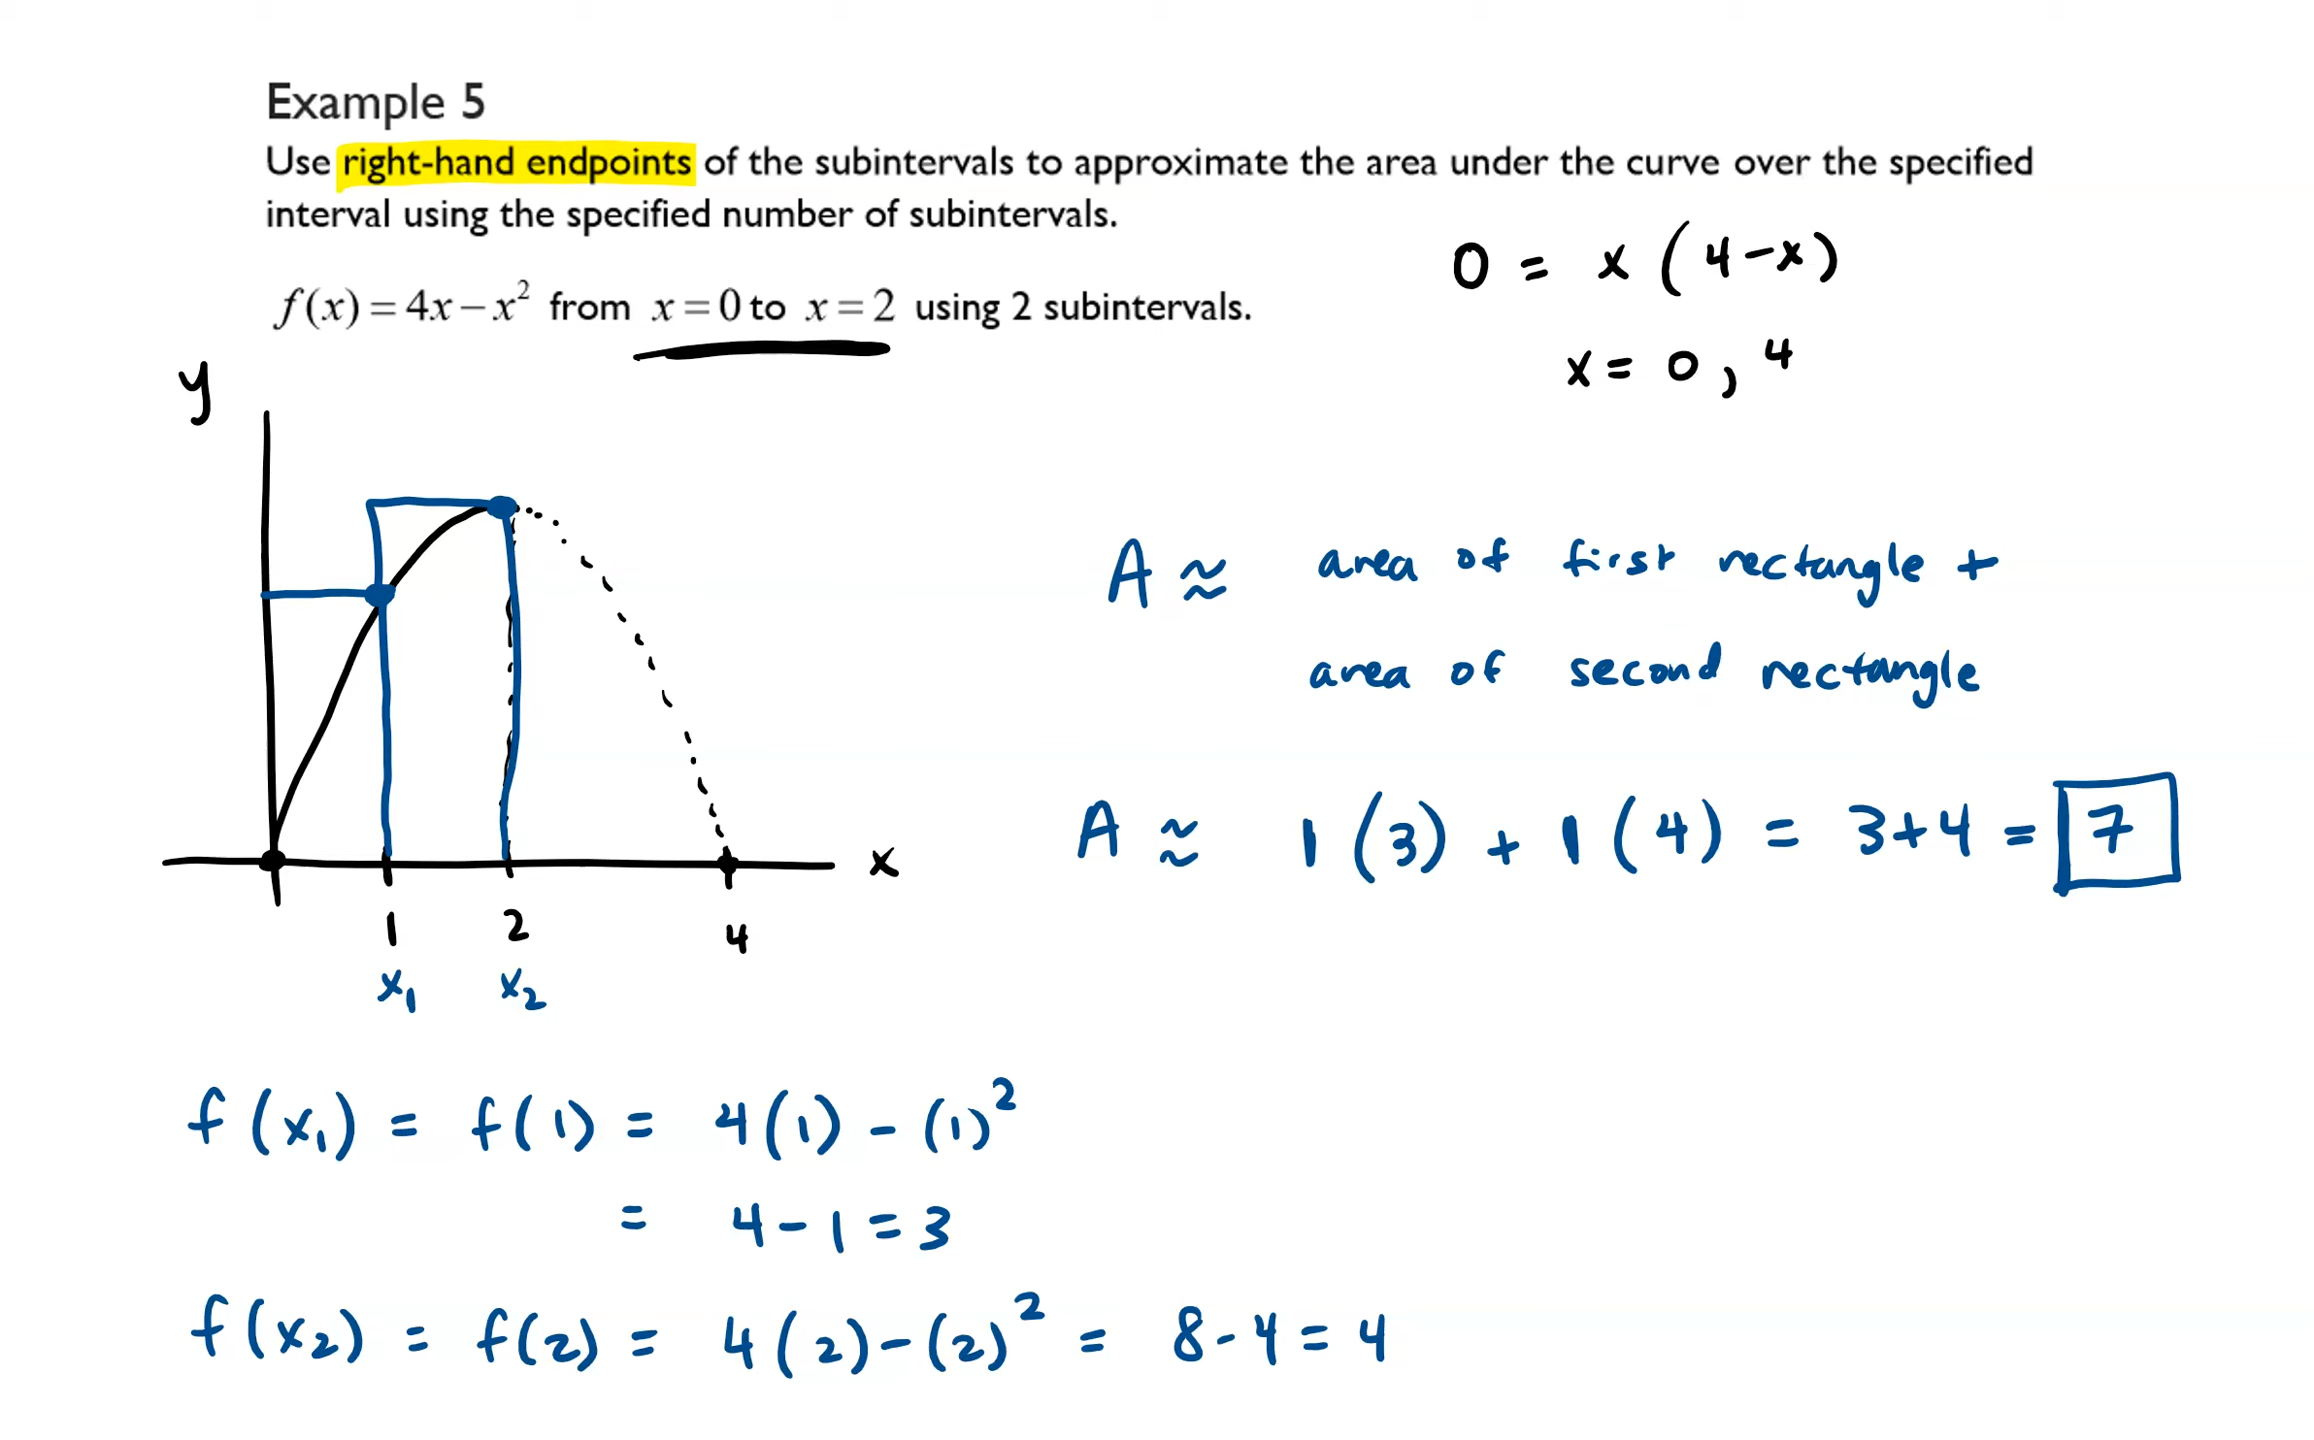 Example 5
Use right-hand endpoints of the subintervals to approximate the area under the curve over the specified
interval using the specified number of subintervals.
f(x) = 4x − x² from x = 0 to x = 2 using 2 subintervals.
0 = x (4-x)
x = 0, 4
y
x
1 2 4
x₁ x₂
A ≈ area of first rectangle +
area of second rectangle
A ≈ 1(3) + 1(4) = 3+4 = 7
f(x₁) = f(1) = 4(1) - (1)²
= 4 - 1 = 3
f(x₂) = f(2) = 4(2) - (2)² = 8 - 4 = 4